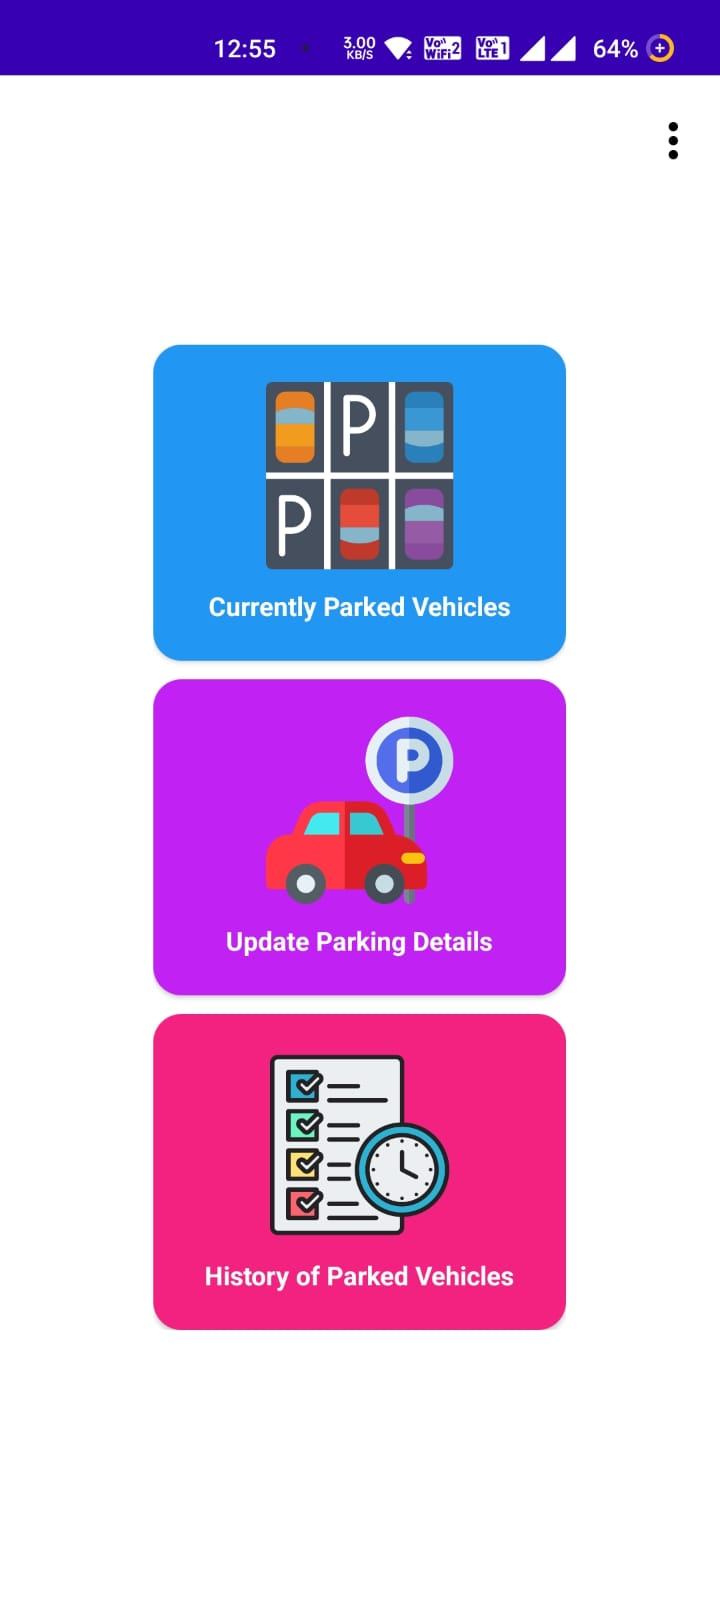 12:55 3.00 KB/S Vo WiFi 2 Vo LTE 1 64%
P
P
Currently Parked Vehicles
P
Update Parking Details
History of Parked Vehicles